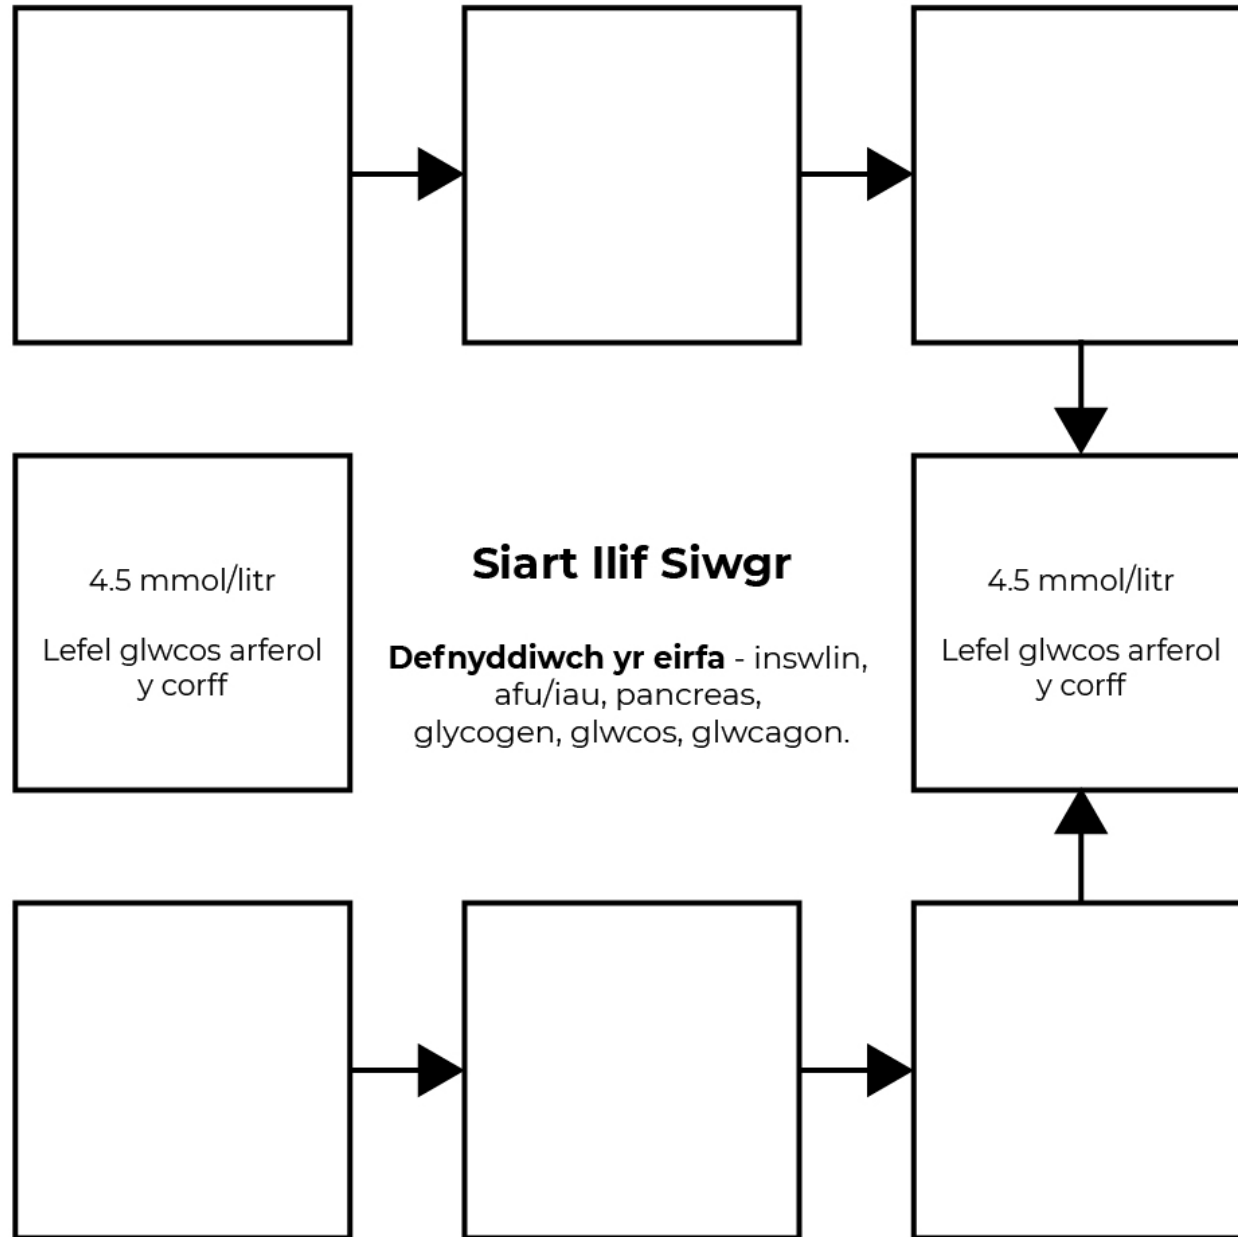 4.5 mmol/litr
Lefel glwcos arferol
y corff
Siart llif Siwgr
Defnyddiwch yr eirfa - inswlin,
afu/iau, pancreas,
glycogen, glwcos, glwcagon.
4.5 mmol/litr
Lefel glwcos arferol
y corff